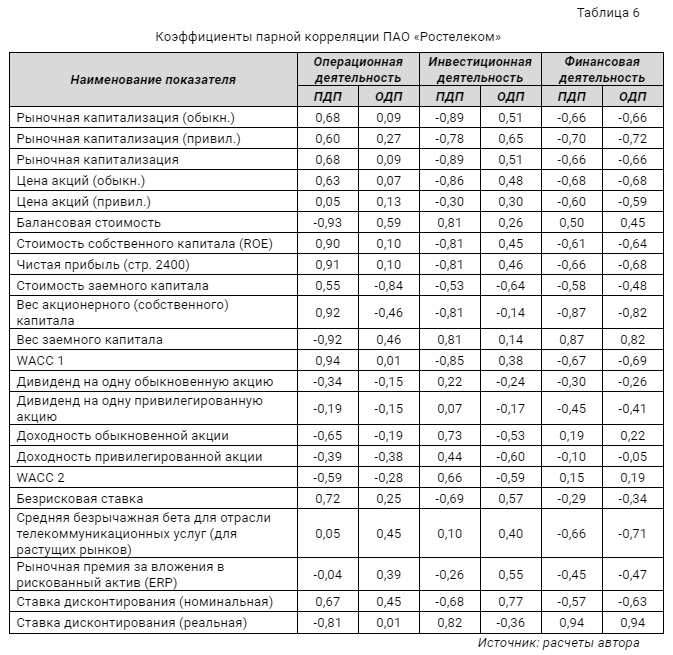 Таблица 6
Коэффициенты парной корреляции ПАО «Ростелеком»
Наименование показателя Операционная деятельность Инвестиционная деятельность Финансовая деятельность
ПДП ОДП ПДП ОДП ПДП ОДП
Рыночная капитализация (обыкн.) 0,68 0,09 -0,89 0,51 -0,66 -0,66
Рыночная капитализация (привил.) 0,60 0,27 -0,78 0,65 -0,70 -0,72
Рыночная капитализация 0,68 0,09 -0,89 0,51 -0,66 -0,66
Цена акций (обыкн.) 0,63 0,07 -0,86 0,48 -0,68 -0,68
Цена акций (привил.) 0,05 0,13 -0,30 0,30 -0,60 -0,59
Балансовая стоимость -0,93 0,59 0,81 0,26 0,50 0,45
Стоимость собственного капитала (ROE) 0,90 0,10 -0,81 0,45 -0,61 -0,64
Чистая прибыль (стр. 2400) 0,91 0,10 -0,81 0,46 -0,66 -0,68
Стоимость заемного капитала 0,55 -0,84 -0,53 -0,64 -0,58 -0,48
Вес акционерного (собственного)
капитала 0,92 -0,46 -0,81 -0,14 -0,87 -0,82
Вес заемного капитала -0,92 0,46 0,81 0,14 0,87 0,82
WACC 1 0,94 0,01 -0,85 0,38 -0,67 -0,69
Дивиденд на одну обыкновенную акцию -0,34 -0,15 0,22 -0,24 -0,30 -0,26
Дивиденд на одну привилегированную
акцию -0,19 -0,15 0,07 -0,17 -0,45 -0,41
Доходность обыкновенной акции -0,65 -0,19 0,73 -0,53 0,19 0,22
Доходность привилегированной акции -0,39 -0,38 0,44 -0,60 -0,10 -0,05
WACC 2 -0,59 -0,28 0,66 -0,59 0,15 0,19
Безрисковая ставка 0,72 0,25 -0,69 0,57 -0,29 -0,34
Средняя безрычажная бета для отрасли
телекоммуникационных услуг (для
растущих рынков) 0,05 0,45 0,10 0,40 -0,66 -0,71
Рыночная премия за вложения в
рискованный актив (ERP) -0,04 0,39 -0,26 0,55 -0,45 -0,47
Ставка дисконтирования (номинальная) 0,67 0,45 -0,68 0,77 -0,57 -0,63
Ставка дисконтирования (реальная) -0,81 0,01 0,82 -0,36 0,94 0,94
Источник: расчеты автора